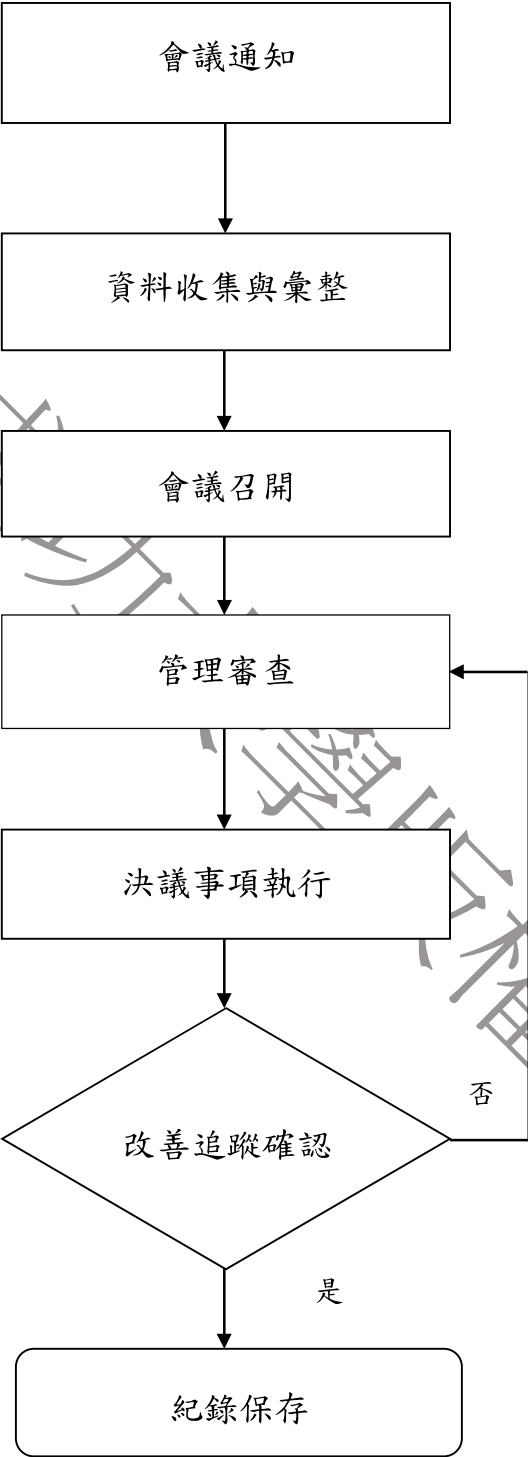 會議通知
資料收集與彙整
會議召開
管理審查
決議事項執行
否
改善追蹤確認
是
紀錄保存